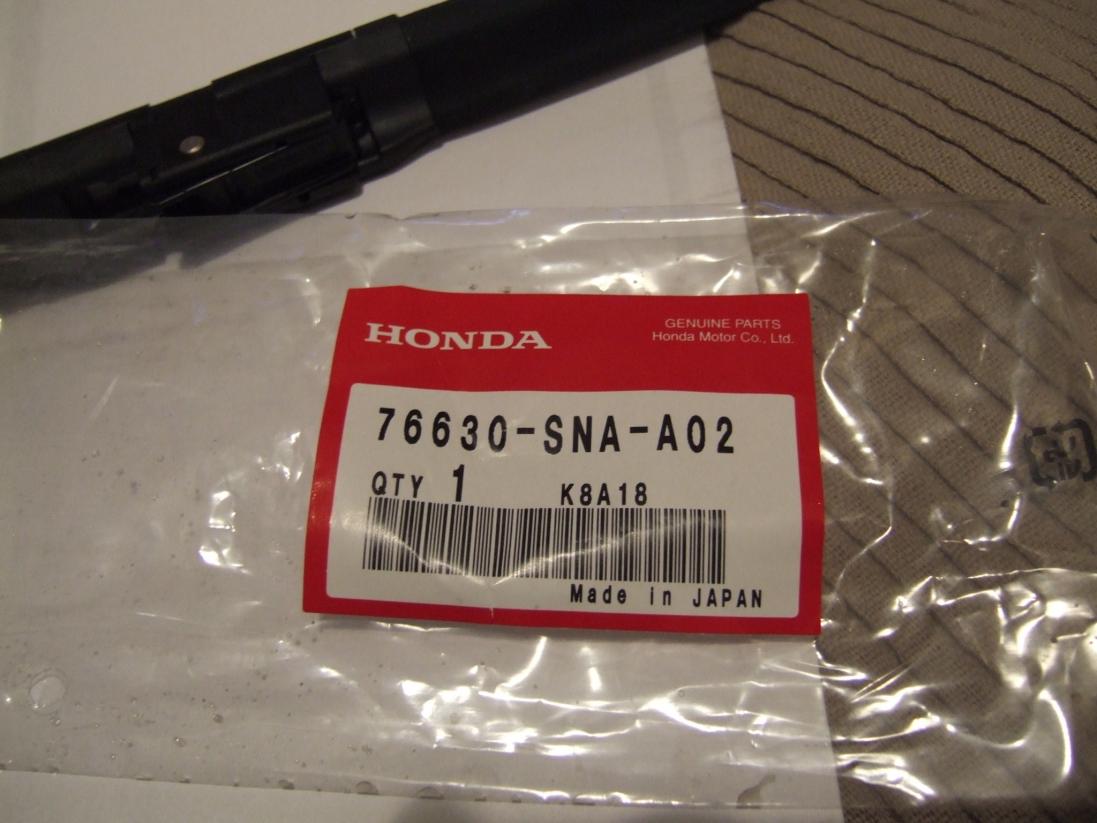 HONDA
GENUINE PARTS
Honda Motor Co., Ltd.
76630-SNA-A02
QTY 1 K8A18
Made in JAPAN